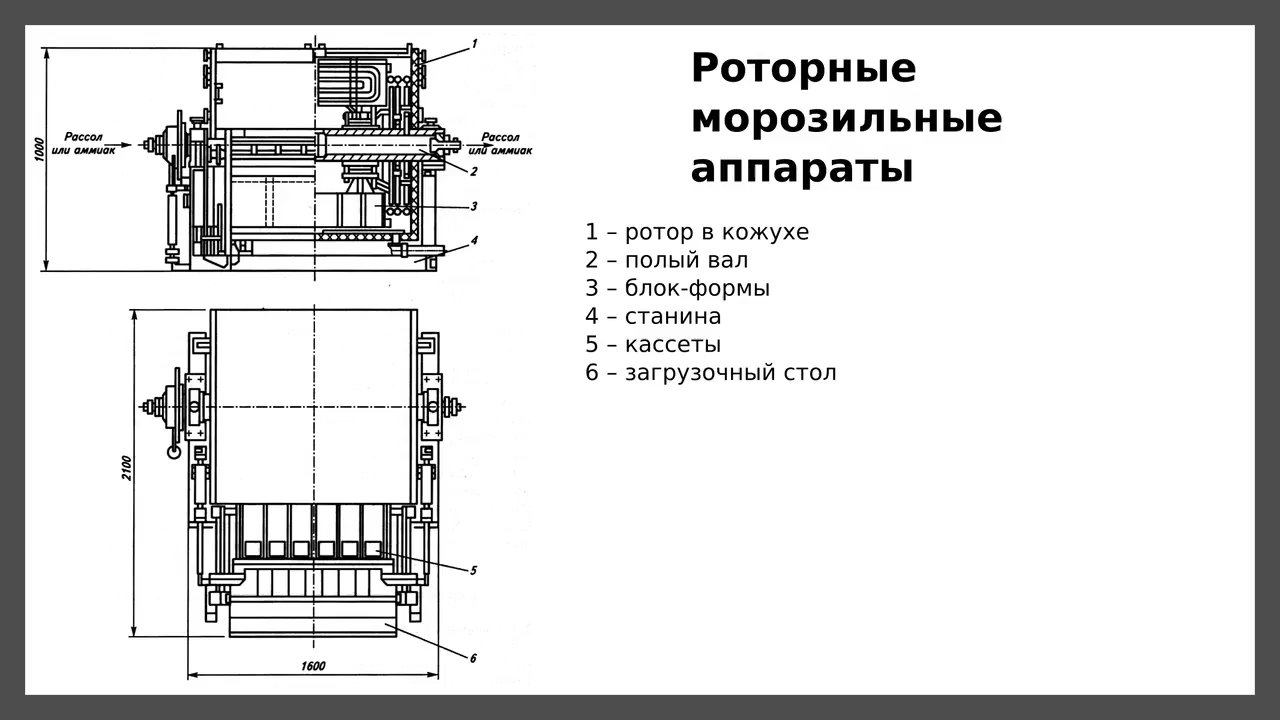 Роторные
морозильные
аппараты
1 – ротор в кожухе
2 – полый вал
3 – блок-формы
4 – станина
5 – кассеты
6 – загрузочный стол
1
1000
Рассол
или аммиак
Рассол
или аммиак
2
3
4
2100
5
6
1600